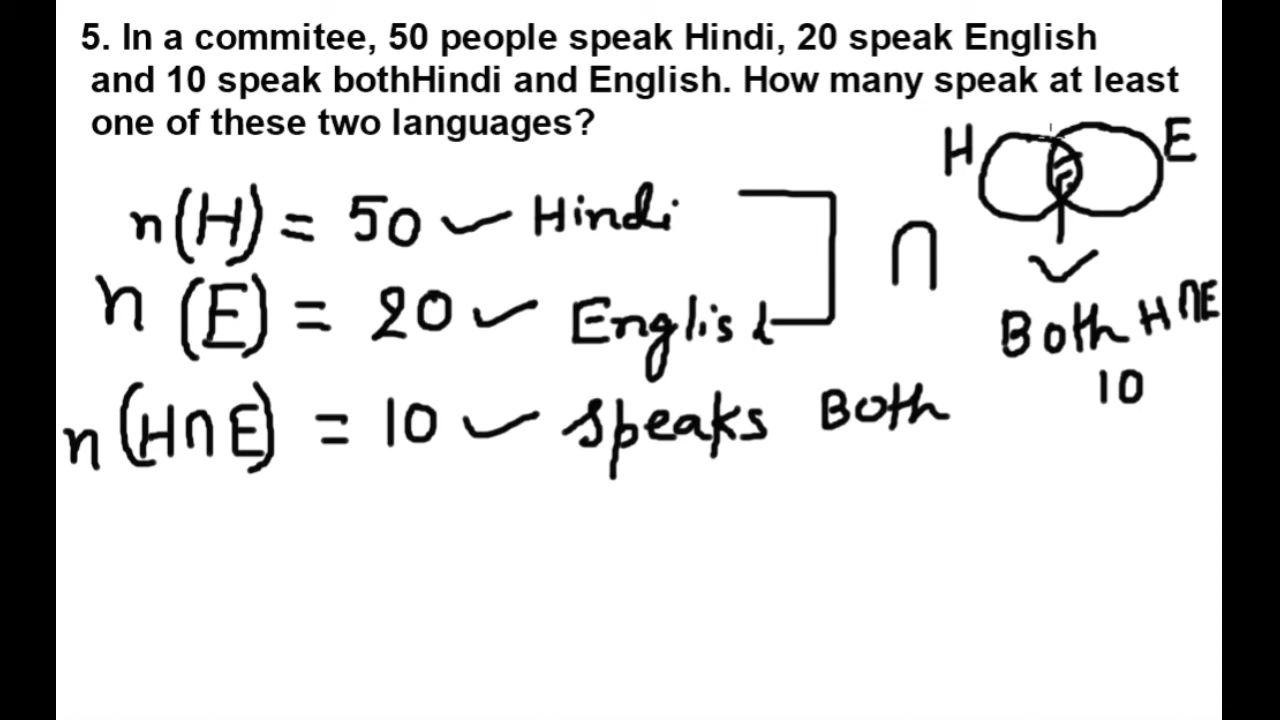 5. In a commitee, 50 people speak Hindi, 20 speak English
and 10 speak bothHindi and English. How many speak at least
one of these two languages?
H E
n(H) = 50 ✓ Hindi
∩
n(E) = 20 ✓ English
Both H∩E
10
n(H∩E) = 10 ✓ speaks Both